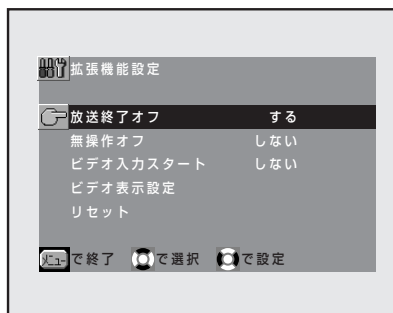 拡張機能設定
放送終了オフ する
無操作オフ しない
ビデオ入力スタート しない
ビデオ表示設定
リセット
メニューで終了 で選択 で設定